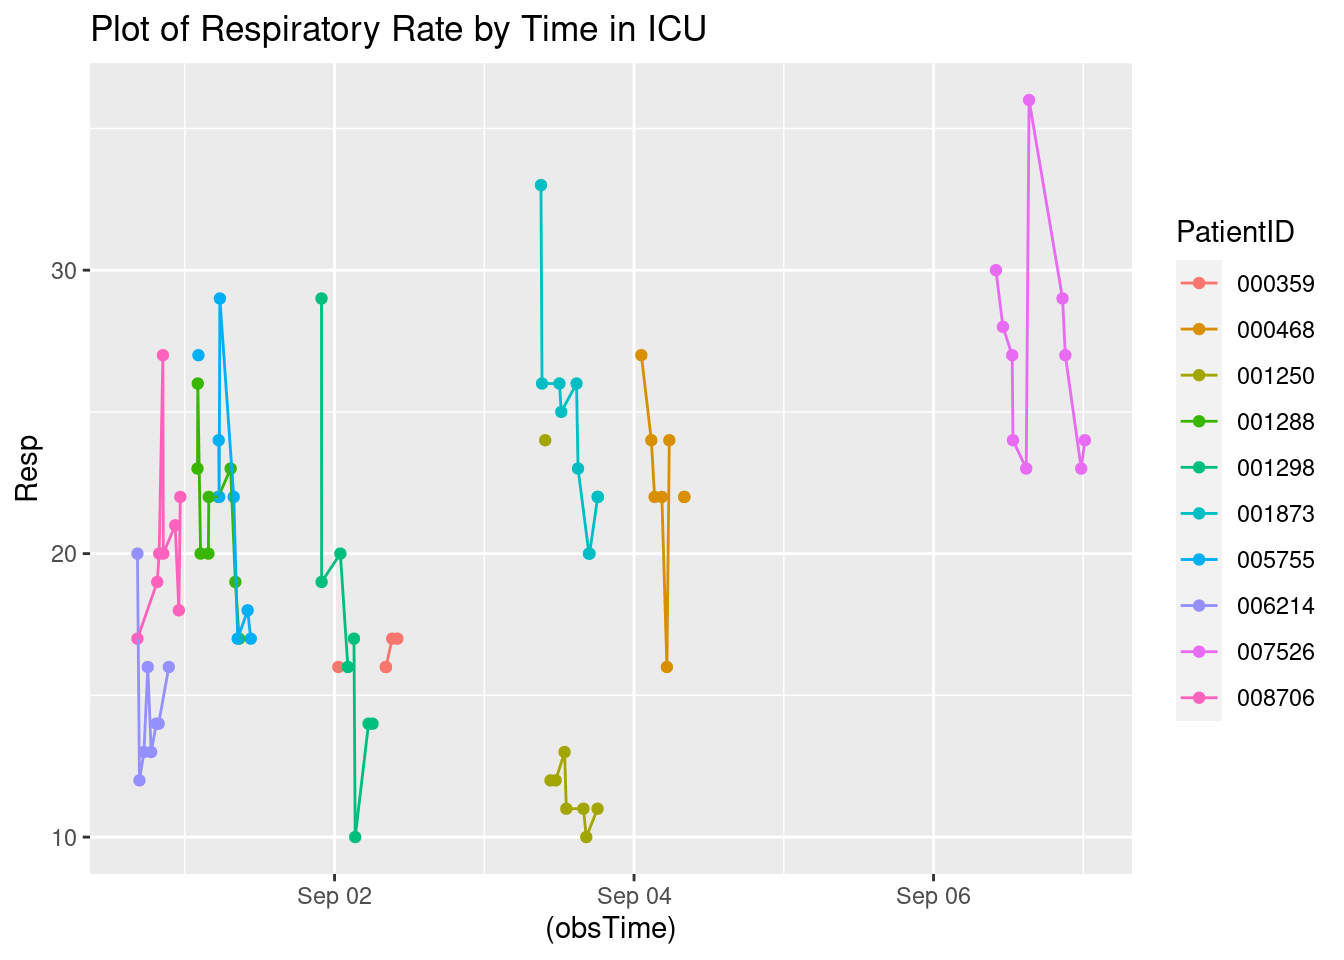 Plot of Respiratory Rate by Time in ICU
30
20
10
Resp
Sep 02
Sep 04
Sep 06
(obsTime)
PatientID
000359
000468
001250
001288
001298
001873
005755
006214
007526
008706